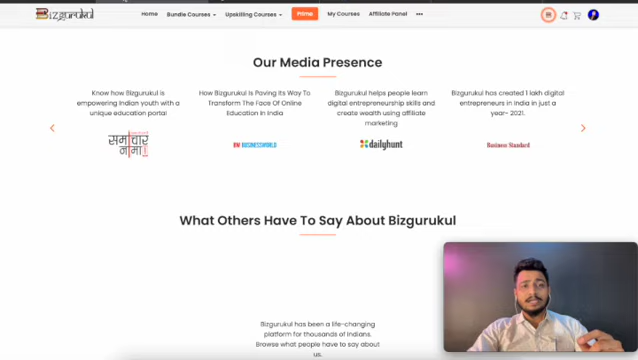 Bizgurukul
Home Bundle Courses Upskilling Courses Prime My Courses Affiliate Panel
Our Media Presence
Know how Bizgurukul is
empowering Indian youth with a
unique education portal
समाचार
नामा
How Bizgurukul Is Paving Its Way To
Transform The Face Of Online
Education In India
BW BUSINESSWORLD
Bizgurukul helps people learn
digital entrepreneurship skills and
create wealth using affiliate
marketing
dailyhunt
Bizgurukul has created 1 lakh digital
entrepreneurs in India in just a
year- 2021.
Business Standard
What Others Have To Say About Bizgurukul
Bizgurukul has been a life-changing
platform for thousands of Indians.
Browse what people have to say about
us.